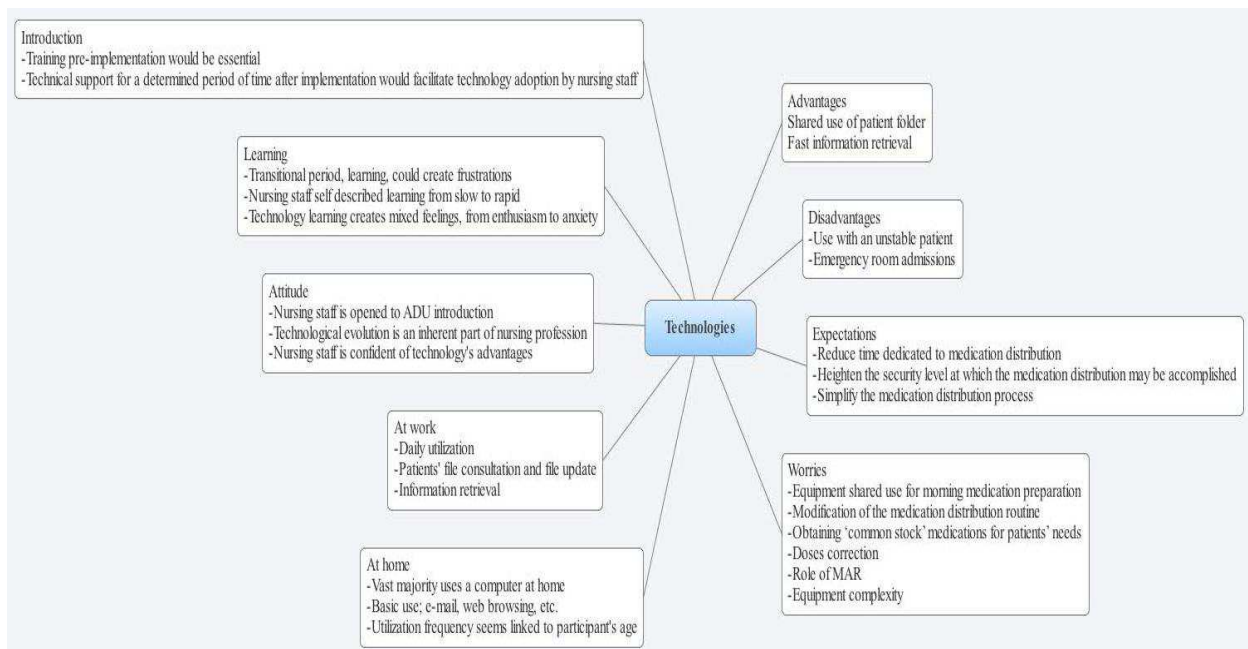 Introduction
-Training pre-implementation would be essential
-Technical support for a determined period of time after implementation would facilitate technology adoption by nursing staff
Learning
-Transitional period, learning, could create frustrations
-Nursing staff self described learning from slow to rapid
-Technology learning creates mixed feelings, from enthusiasm to anxiety
Attitude
-Nursing staff is opened to ADU introduction
-Technological evolution is an inherent part of nursing profession
-Nursing staff is confident of technology's advantages
At work
-Daily utilization
-Patients' file consultation and file update
-Information retrieval
At home
-Vast majority uses a computer at home
-Basic use; e-mail, web browsing, etc.
-Utilization frequency seems linked to participant's age
Technologies
Advantages
Shared use of patient folder
Fast information retrieval
Disadvantages
-Use with an unstable patient
-Emergency room admissions
Expectations
-Reduce time dedicated to medication distribution
-Heighten the security level at which the medication distribution may be accomplished
-Simplify the medication distribution process
Worries
-Equipment shared use for morning medication preparation
-Modification of the medication distribution routine
-Obtaining ‘common stock’ medications for patients’ needs
-Doses correction
-Role of MAR
-Equipment complexity